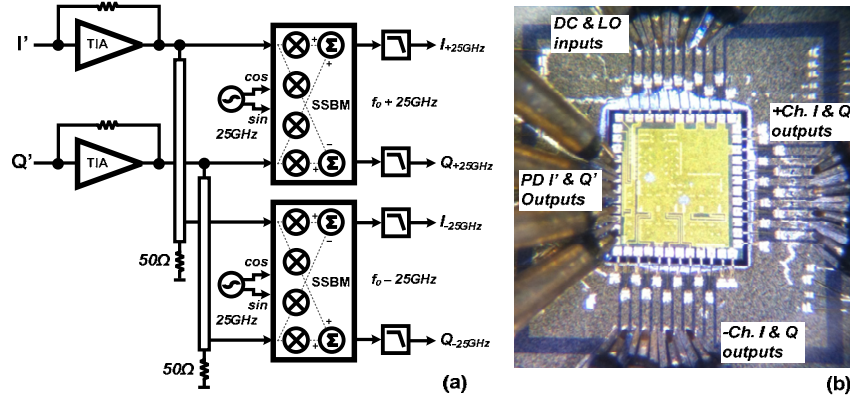 I'
TIA
Q'
TIA
50Ω
50Ω
cos
sin
25GHz
SSBM
Σ
+
+
f₀ + 25GHz
Σ
+
−
I+25GHz
Q+25GHz
cos
sin
25GHz
SSBM
Σ
+
−
f₀ − 25GHz
Σ
+
+
I−25GHz
Q−25GHz
(a)
DC & LO
inputs
+Ch. I & Q
outputs
PD I' & Q'
Outputs
-Ch. I & Q
outputs
(b)